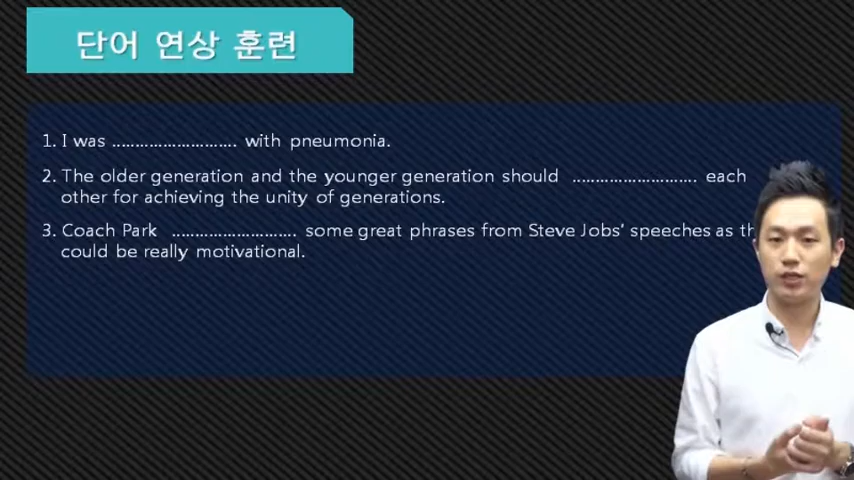 단어 연상 훈련
1. I was ........................... with pneumonia.
2. The older generation and the younger generation should ........................... each
other for achieving the unity of generations.
3. Coach Park ........................... some great phrases from Steve Jobs' speeches as
could be really motivational.